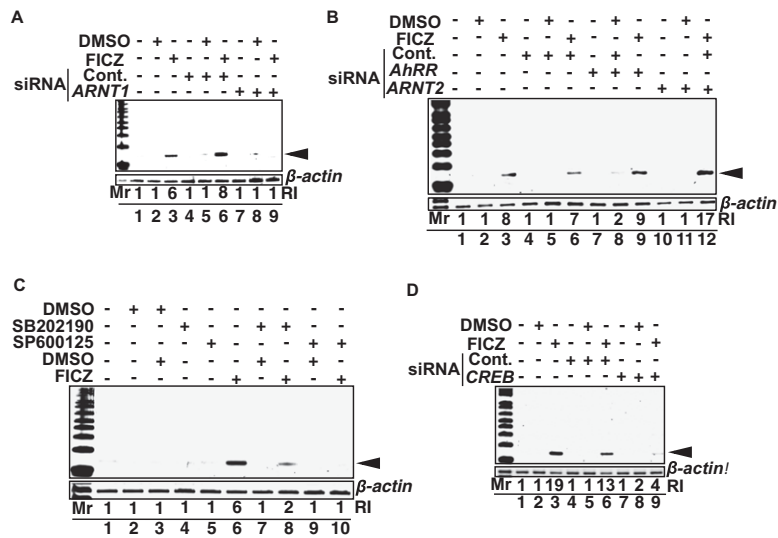 A
DMSO - + - - + - - + -
FICZ - - + - - + - - +
siRNA
Cont. - - - + + + - - -
ARNT1 - - - - - - + + +
β-actin
Mr 1 1 6 1 1 8 1 1 1 RI
1 2 3 4 5 6 7 8 9
B
DMSO - + - - + - - + - - + -
FICZ - - + - - + - - + - - +
siRNA
Cont. - - - + + + - - - - - -
AhRR - - - - - - + + + - - -
ARNT2 - - - - - - - - - + + +
β-actin
Mr 1 1 8 1 1 7 1 2 9 1 1 17 RI
1 2 3 4 5 6 7 8 9 10 11 12
C
DMSO - + + - - - - - - -
SB202190 - - - + - - + + - -
SP600125 - - - - + - - - + +
DMSO - - + - - - + - + -
FICZ - - - - - + - + - +
β-actin
Mr 1 1 1 1 1 6 1 2 1 1 RI
1 2 3 4 5 6 7 8 9 10
D
DMSO - + - - + - - + -
FICZ - - + - - + - - +
siRNA
Cont. - - - + + + - - -
CREB - - - - - - + + +
β-actin!
Mr 1 1 19 1 1 13 1 2 4 RI
1 2 3 4 5 6 7 8 9